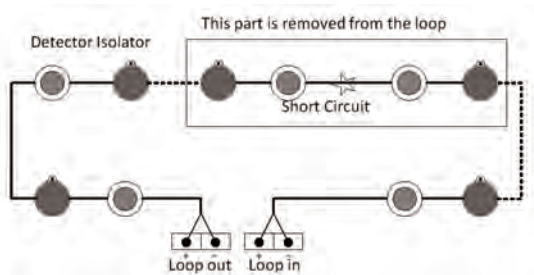 This part is removed from the loop
Detector Isolator
Short Circuit
+ - + -
Loop out Loop in